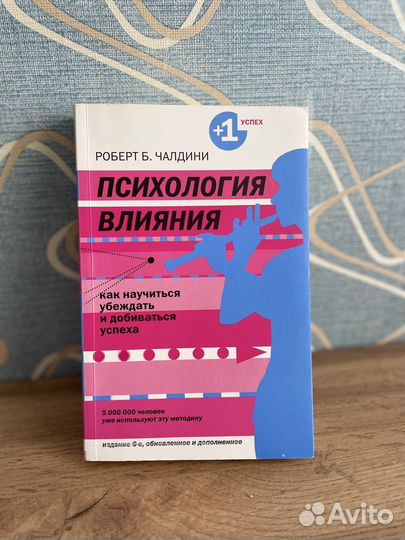 +1
УСПЕХ
РОБЕРТ Б. ЧАЛДИНИ
ПСИХОЛОГИЯ
ВЛИЯНИЯ
как научиться
убеждать
и добиваться
успеха
5 000 000 человек
уже используют эту методику
издание 6-е, обновленное и дополненное
Avito